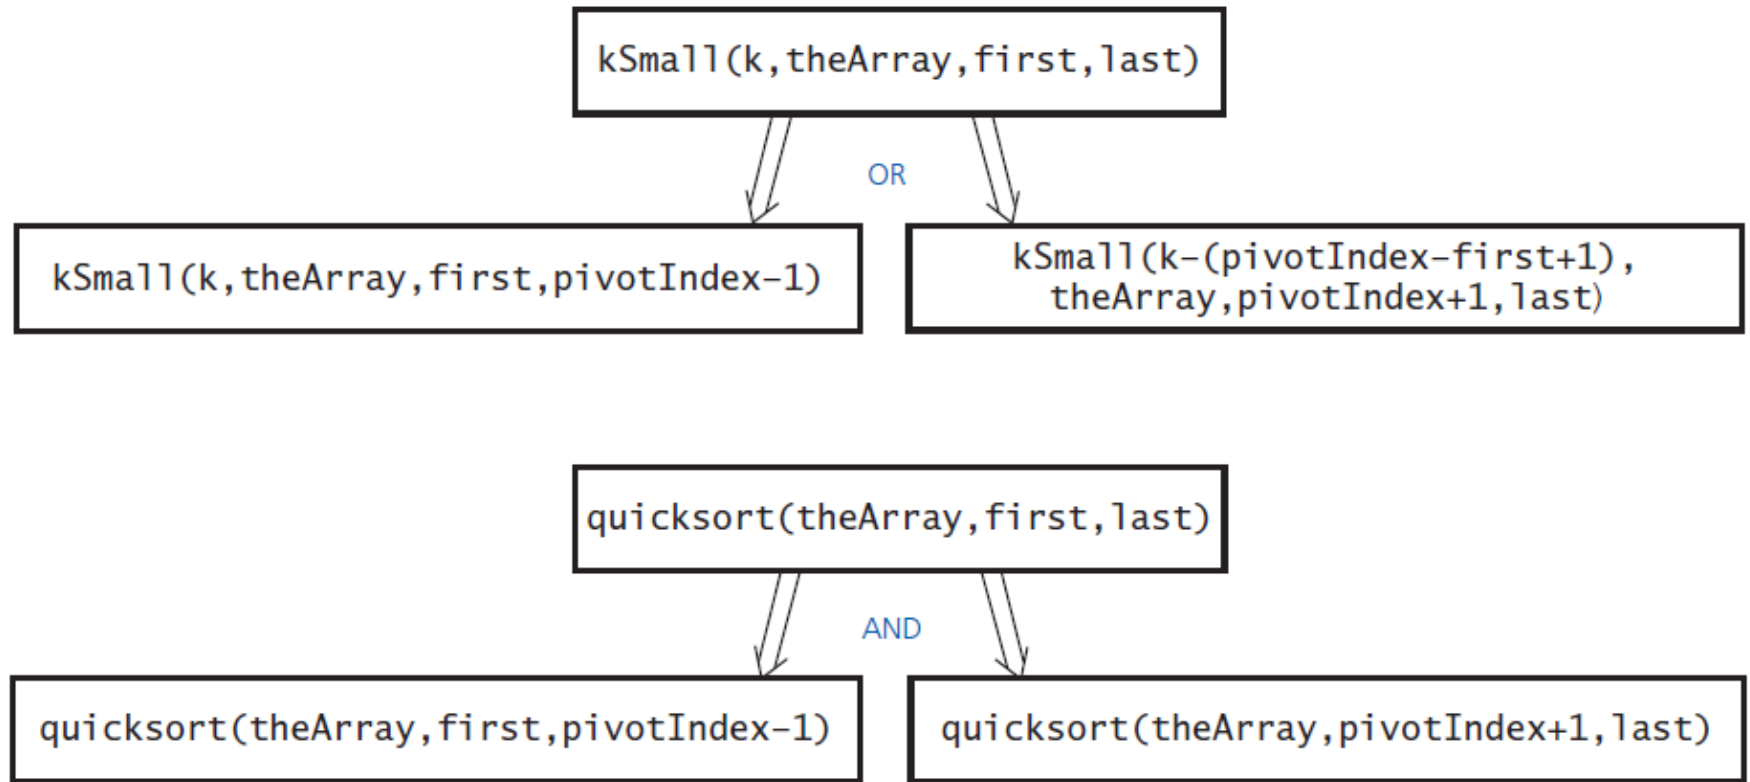 kSmall(k,theArray,first,last)
OR
kSmall(k,theArray,first,pivotIndex–1)
kSmall(k–(pivotIndex–first+1),
theArray,pivotIndex+1,last)
quicksort(theArray,first,last)
AND
quicksort(theArray,first,pivotIndex–1)
quicksort(theArray,pivotIndex+1,last)